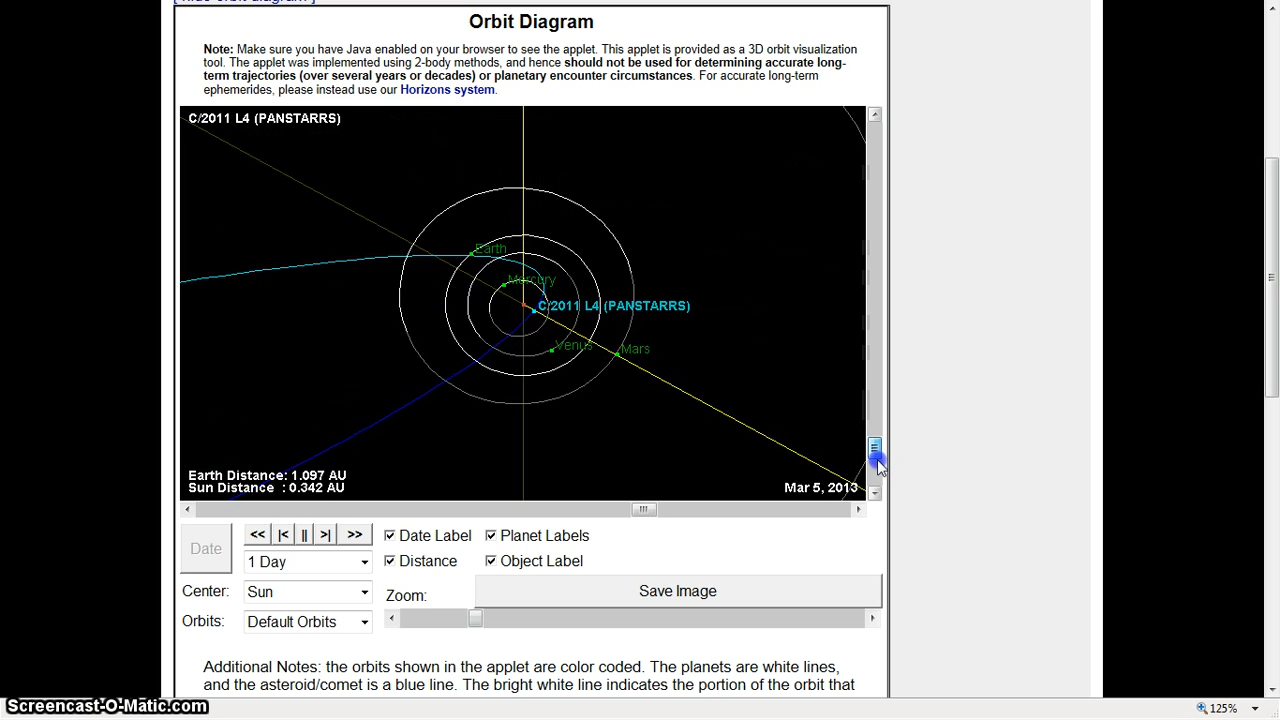 Orbit Diagram
Note: Make sure you have Java enabled on your browser to see the applet. This applet is provided as a 3D orbit visualization
tool. The applet was implemented using 2-body methods, and hence should not be used for determining accurate long-
term trajectories (over several years or decades) or planetary encounter circumstances. For accurate long-term
ephemerides, please instead use our Horizons system.
C/2011 L4 (PANSTARRS)
Earth
Mercury
C/2011 L4 (PANSTARRS)
Venus
Mars
Earth Distance: 1.097 AU
Sun Distance : 0.342 AU
Mar 5, 2013
Date
<< |< || >| >>
Date Label
Planet Labels
1 Day
Distance
Object Label
Center:
Sun
Zoom:
Save Image
Orbits:
Default Orbits
Additional Notes: the orbits shown in the applet are color coded. The planets are white lines,
and the asteroid/comet is a blue line. The bright white line indicates the portion of the orbit that
Screencast-O-Matic.com
125%